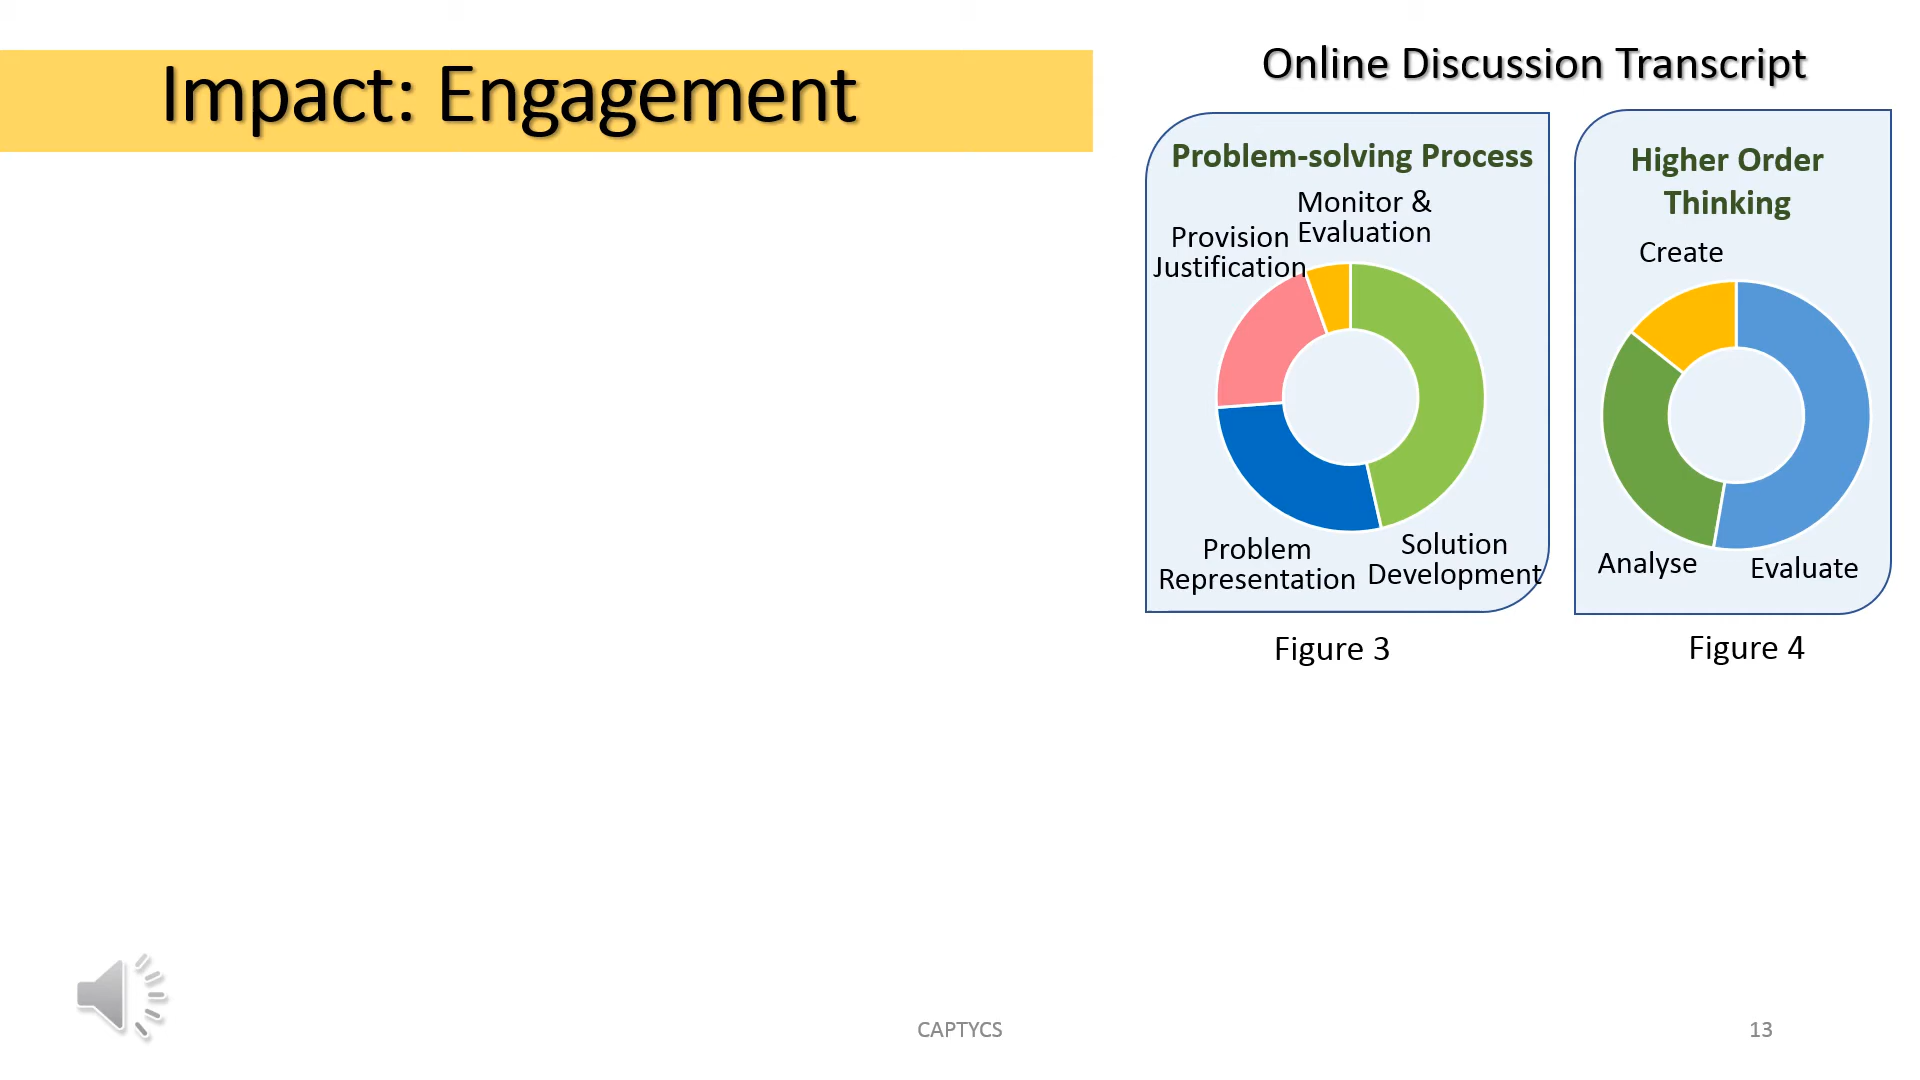 Impact: Engagement
Online Discussion Transcript
Problem-solving Process
Monitor &
Evaluation
Provision
Justification
Problem
Representation
Solution
Development
Figure 3
Higher Order
Thinking
Create
Analyse
Evaluate
Figure 4
CAPTYCS
13